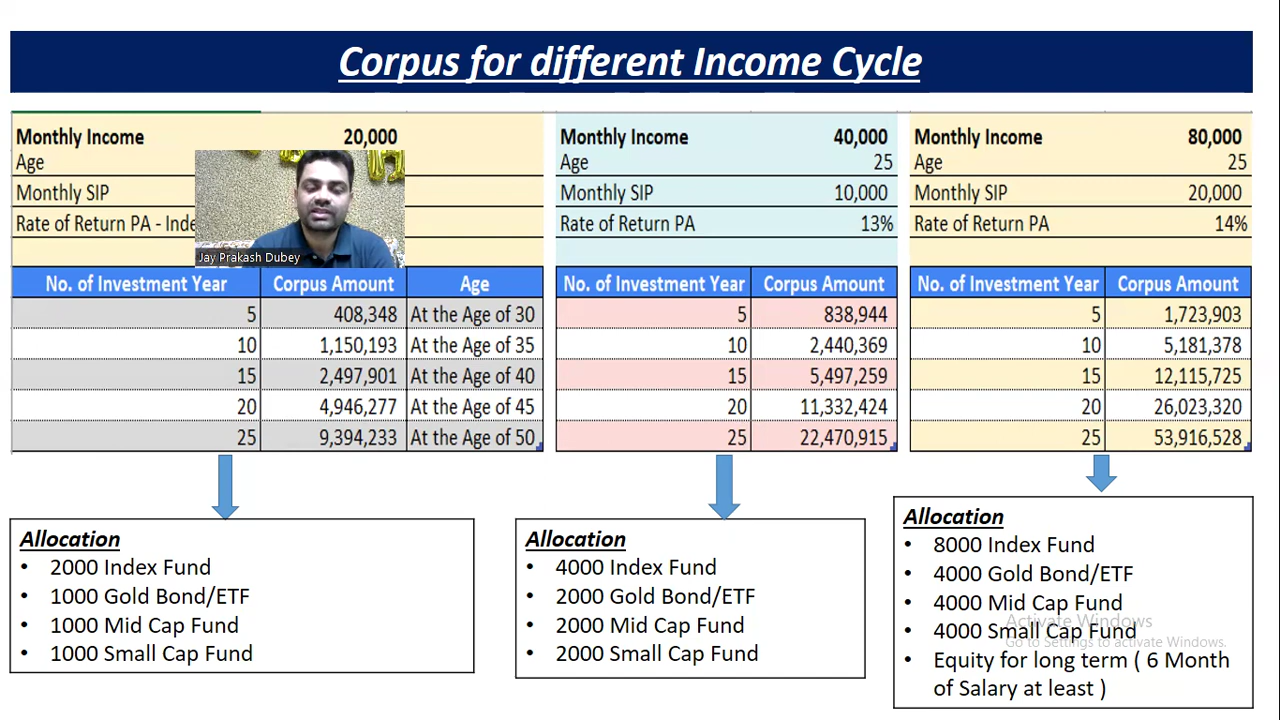 Corpus for different Income Cycle
Monthly Income 20,000
Age
Monthly SIP
Rate of Return PA - Inde
Jay Prakash Dubey
No. of Investment Year Corpus Amount Age
5 408,348 At the Age of 30
10 1,150,193 At the Age of 35
15 2,497,901 At the Age of 40
20 4,946,277 At the Age of 45
25 9,394,233 At the Age of 50
Monthly Income 40,000
Age 25
Monthly SIP 10,000
Rate of Return PA 13%
No. of Investment Year Corpus Amount
5 838,944
10 2,440,369
15 5,497,259
20 11,332,424
25 22,470,915
Monthly Income 80,000
Age 25
Monthly SIP 20,000
Rate of Return PA 14%
No. of Investment Year Corpus Amount
5 1,723,903
10 5,181,378
15 12,115,725
20 26,023,320
25 53,916,528
Allocation
• 2000 Index Fund
• 1000 Gold Bond/ETF
• 1000 Mid Cap Fund
• 1000 Small Cap Fund
Allocation
• 4000 Index Fund
• 2000 Gold Bond/ETF
• 2000 Mid Cap Fund
• 2000 Small Cap Fund
Allocation
• 8000 Index Fund
• 4000 Gold Bond/ETF
• 4000 Mid Cap Fund
• 4000 Small Cap Fund
• Equity for long term ( 6 Month
of Salary at least )
Activate Windows
Go to Settings to activate Windows.